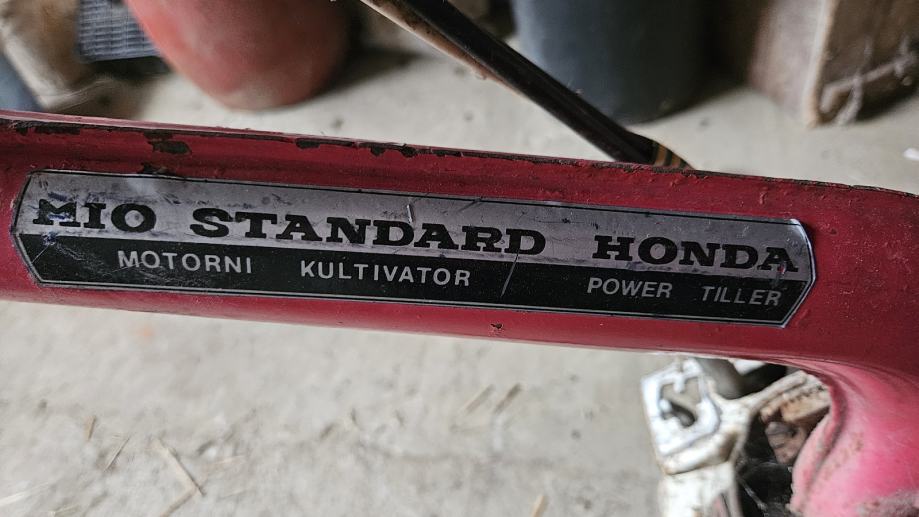 MIO STANDARD HONDA
MOTORNI KULTIVATOR POWER TILLER